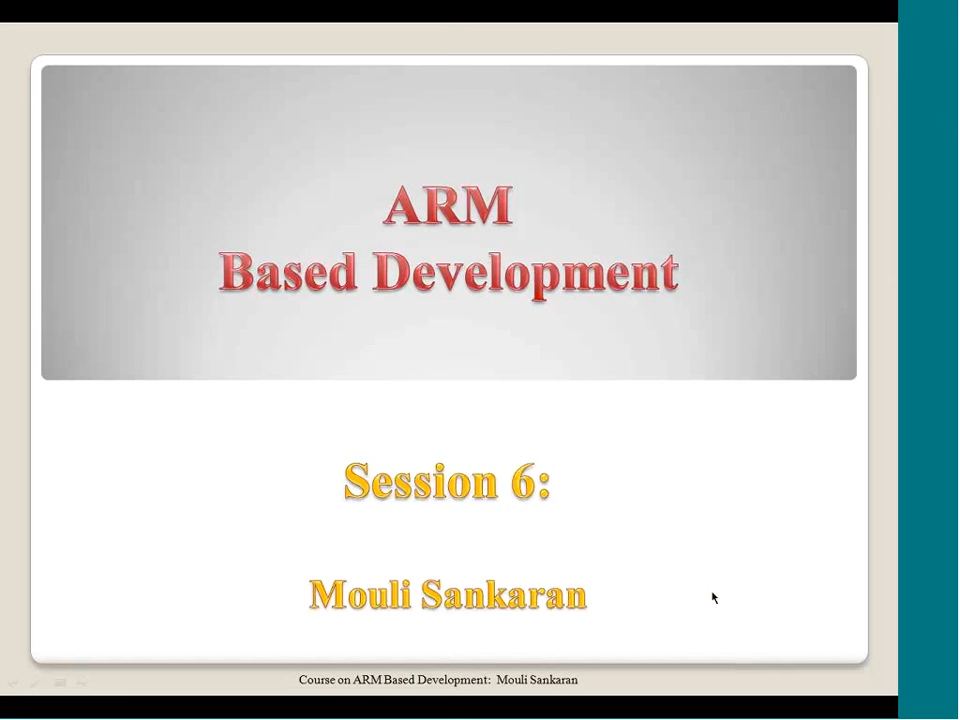 ARM
Based Development
Session 6:
Mouli Sankaran
Course on ARM Based Development: Mouli Sankaran